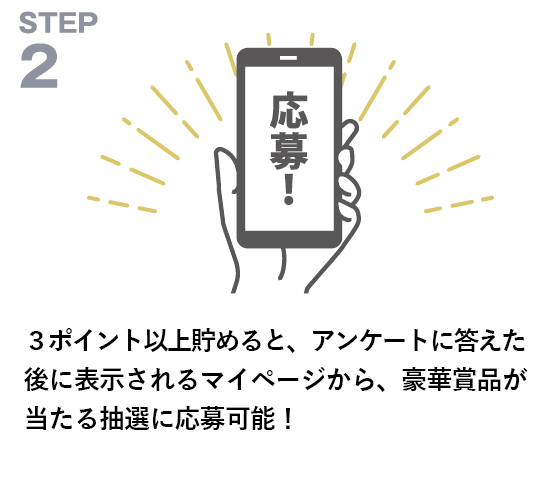 STEP
2
応募！
３ポイント以上貯めると、アンケートに答えた
後に表示されるマイページから、豪華賞品が
当たる抽選に応募可能！